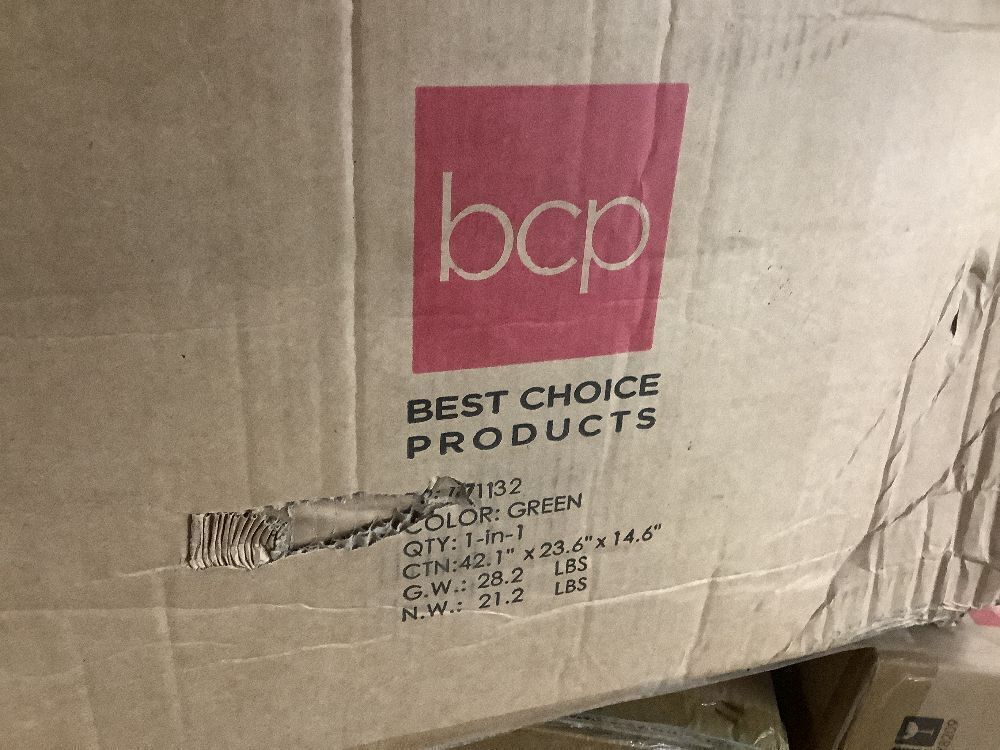 bcp
BEST CHOICE
PRODUCTS
71132
COLOR: GREEN
QTY: 1-in-1
CTN:42.1" x 23.6" x 14.6"
G.W.: 28.2 LBS
N.W.: 21.2 LBS